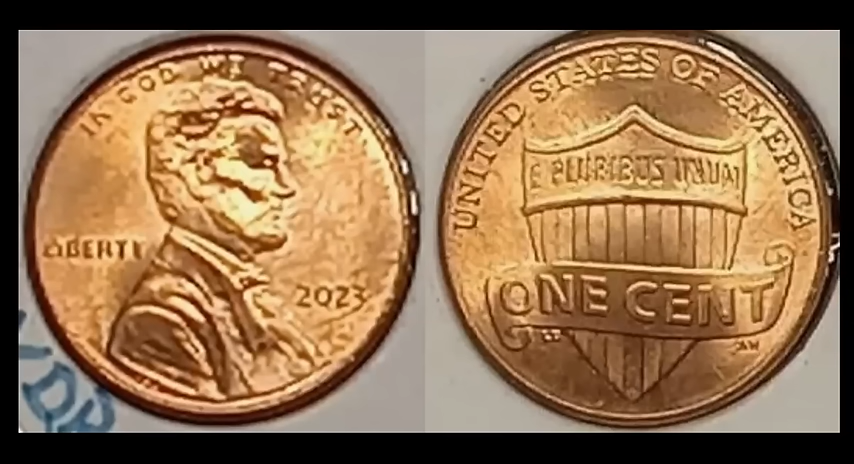 IN GOD WE TRUST
LIBERTY
2023
UNITED STATES OF AMERICA
E PLURIBUS UNUM
ONE CENT